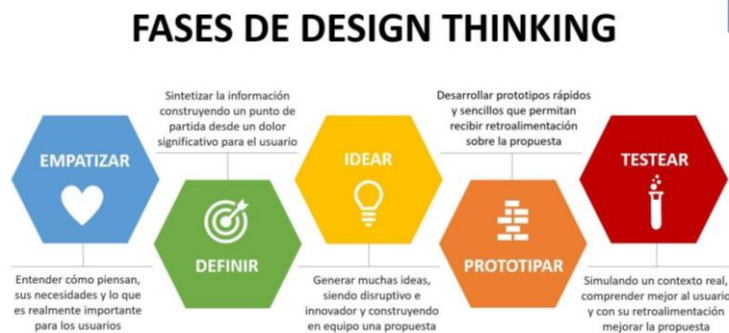 FASES DE DESIGN THINKING
EMPATIZAR
Entender cómo piensan,
sus necesidades y lo que
es realmente importante
para los usuarios
Sintetizar la información
construyendo un punto de
partida desde un dolor
significativo para el usuario
DEFINIR
IDEAR
Generar muchas ideas,
siendo disruptivo e
innovador y construyendo
en equipo una propuesta
Desarrollar prototipos rápidos
y sencillos que permitan
recibir retroalimentación
sobre la propuesta
PROTOTIPAR
TESTEAR
Simulando un contexto real,
comprender mejor al usuario
y con su retroalimentación
mejorar la propuesta